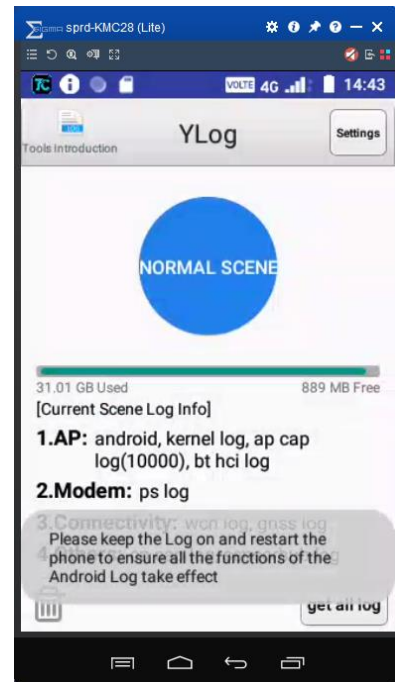 sprd-KMC28 (Lite)
VOLTE 4G 14:43
LOG
Tools Introduction
YLog
Settings
NORMAL SCENE
31.01 GB Used
889 MB Free
[Current Scene Log Info]
1.AP: android, kernel log, ap cap
log(10000), bt hci log
2.Modem: ps log
3.Connectivity: wcn log, gnss log
Please keep the Log on and restart the
phone to ensure all the functions of the
Android Log take effect
get all log